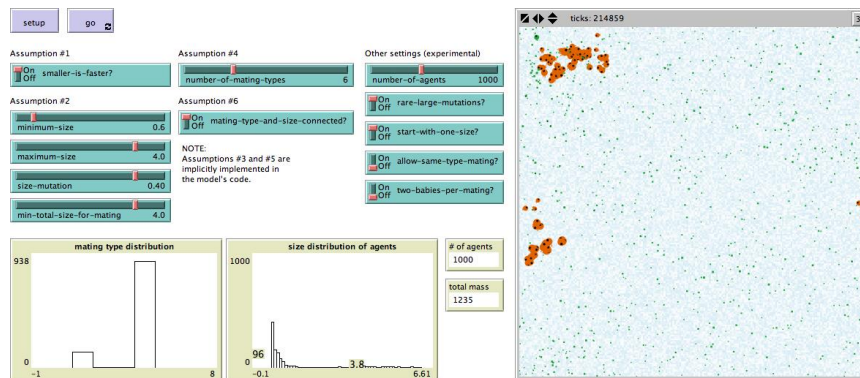 setup
go
ticks: 214859
3
Assumption #1
On
Off
smaller-is-faster?
Assumption #4
number-of-mating-types
6
Other settings (experimental)
number-of-agents
1000
Assumption #2
minimum-size
0.6
maximum-size
4.0
size-mutation
0.40
min-total-size-for-mating
4.0
Assumption #6
On
Off
mating-type-and-size-connected?
NOTE:
Assumptions #3 and #5 are
implicitly implemented
in the model's code.
On
Off
rare-large-mutations?
On
Off
start-with-one-size?
On
Off
allow-same-type-mating?
On
Off
two-babies-per-mating?
mating type distribution
938
0
-1
8
size distribution of agents
1000
0
96
3.8
-0.1
6.61
# of agents
1000
total mass
1235